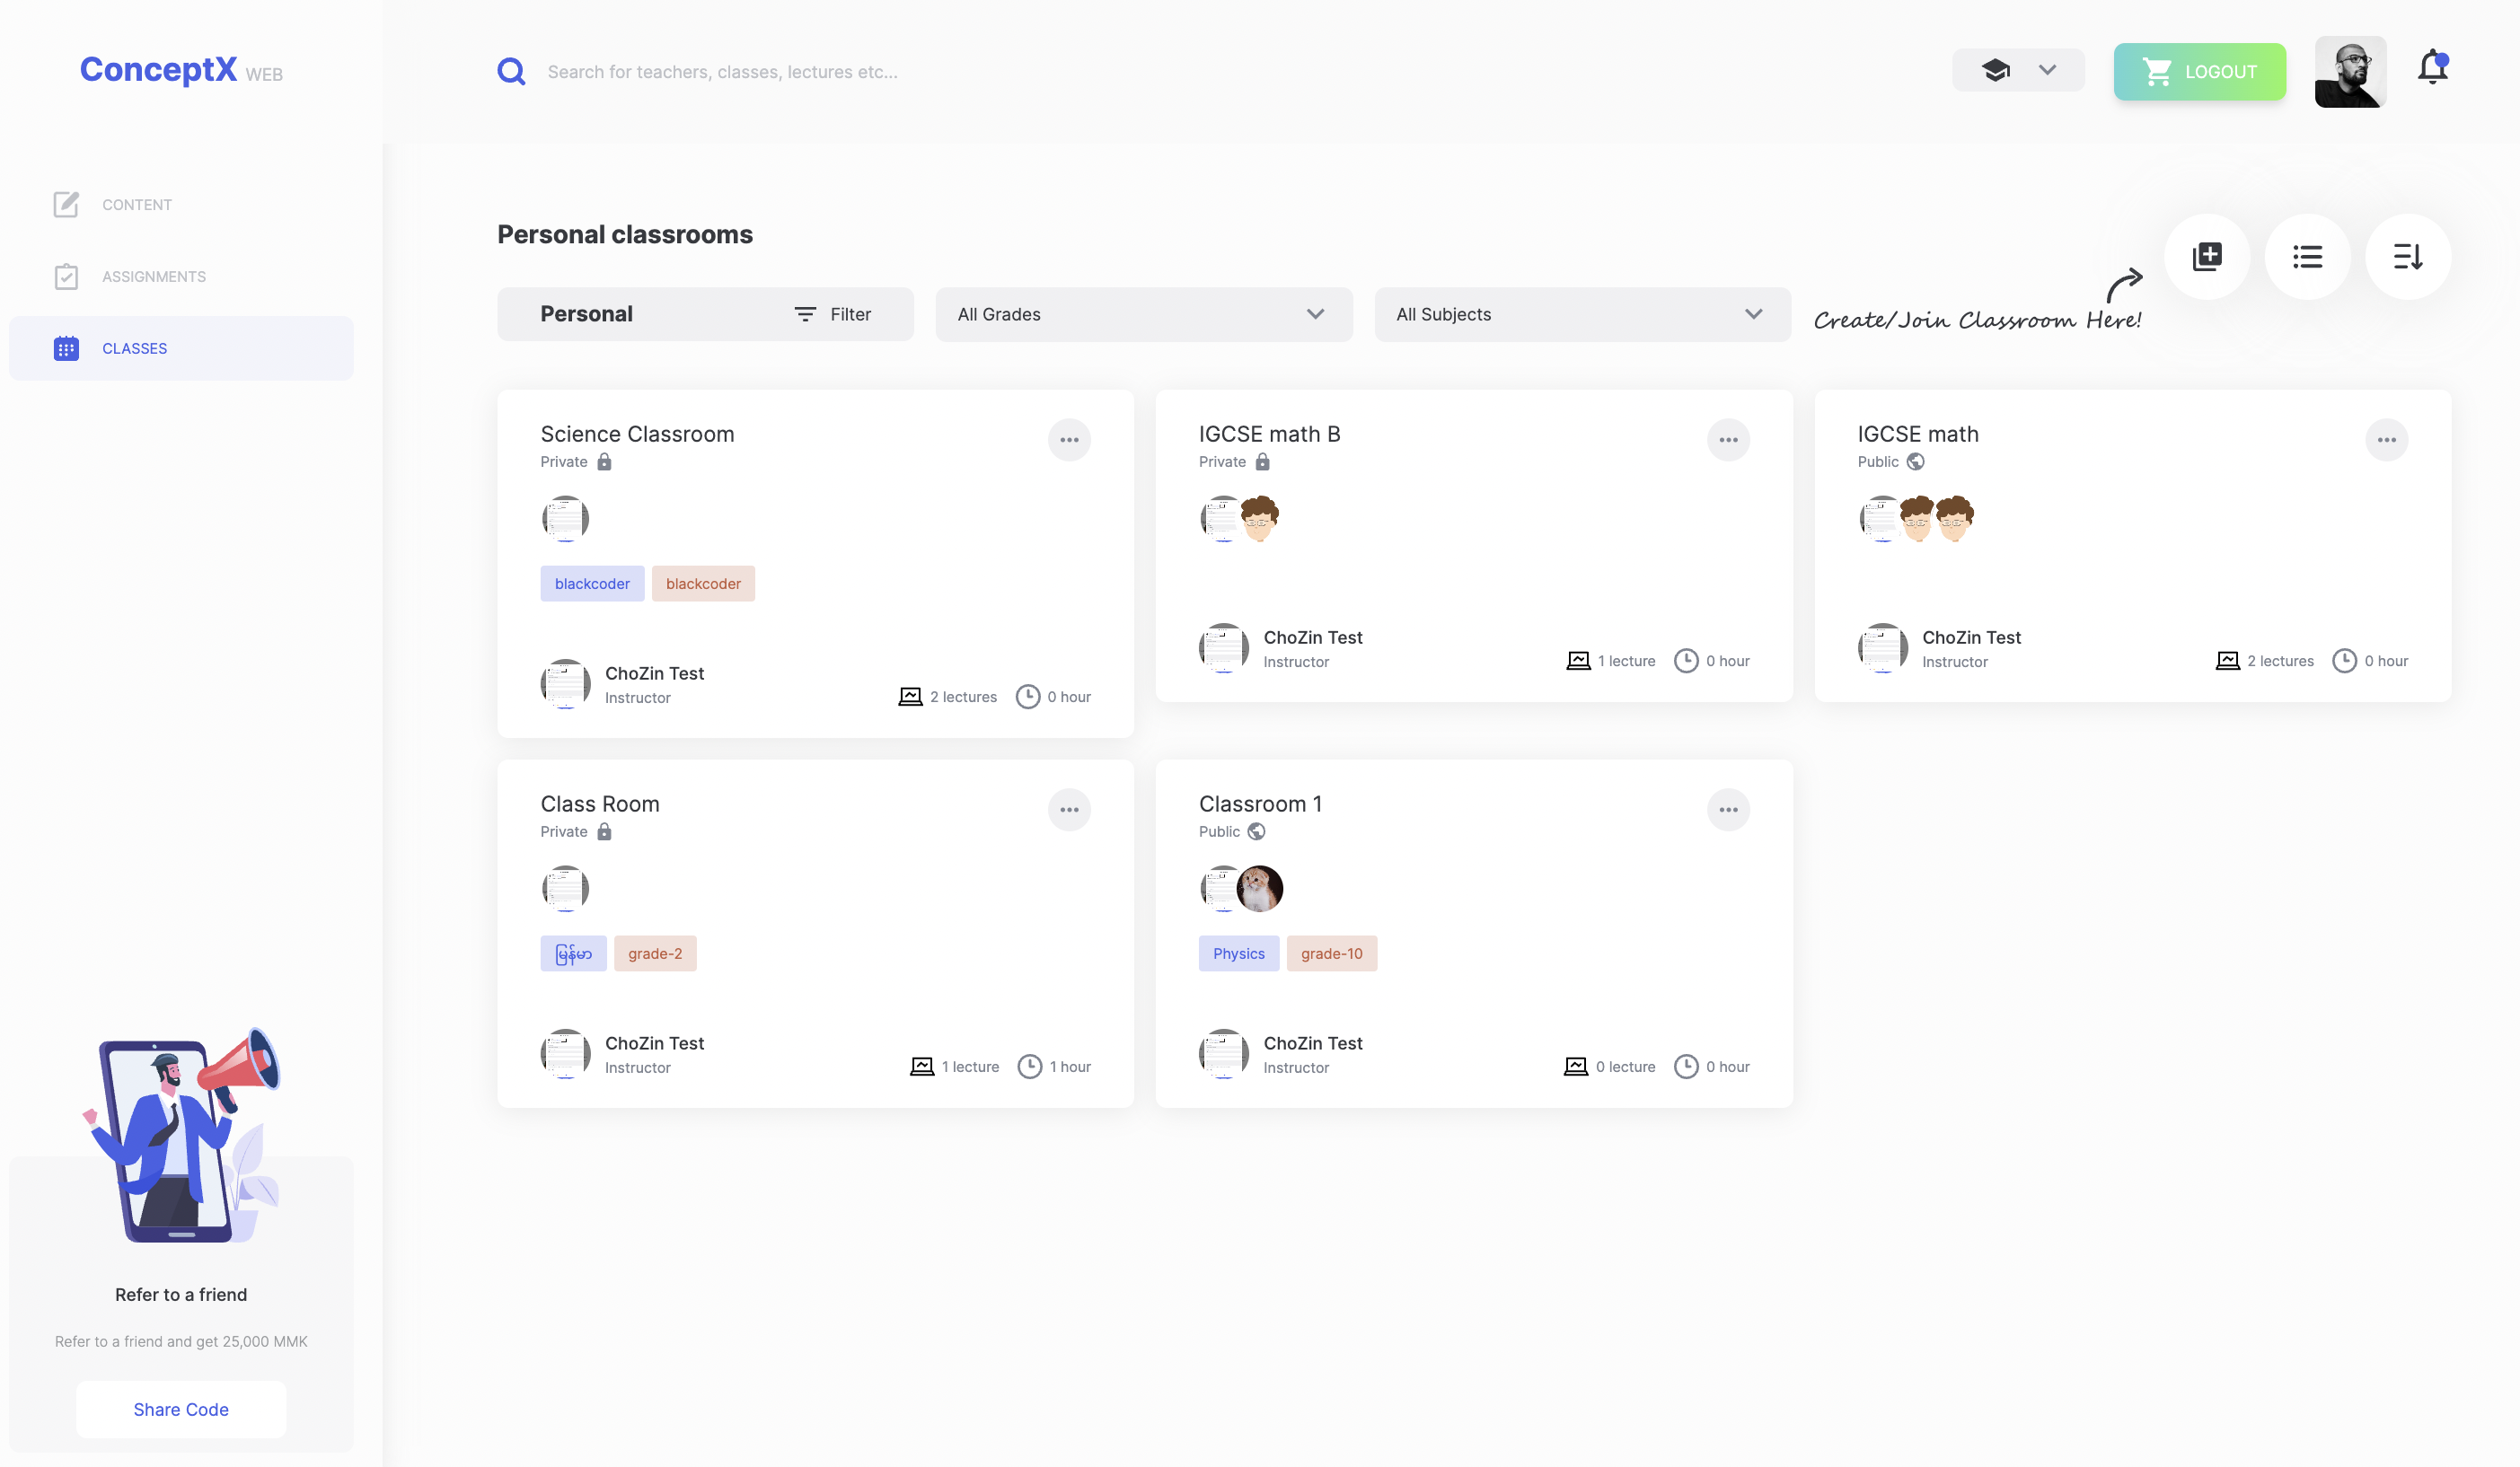 ConceptX WEB
Search for teachers, classes, lectures etc...
LOGOUT
CONTENT
ASSIGNMENTS
CLASSES
Personal classrooms
Personal
Filter
All Grades
All Subjects
Create/Join Classroom Here!
Science Classroom
Private
blackcoder
blackcoder
ChoZin Test
Instructor
2 lectures
0 hour
IGCSE math B
Private
ChoZin Test
Instructor
1 lecture
0 hour
IGCSE math
Public
ChoZin Test
Instructor
2 lectures
0 hour
Class Room
Private
မြန်မာ
grade-2
ChoZin Test
Instructor
1 lecture
1 hour
Classroom 1
Public
Physics
grade-10
ChoZin Test
Instructor
0 lecture
0 hour
Refer to a friend
Refer to a friend and get 25,000 MMK
Share Code